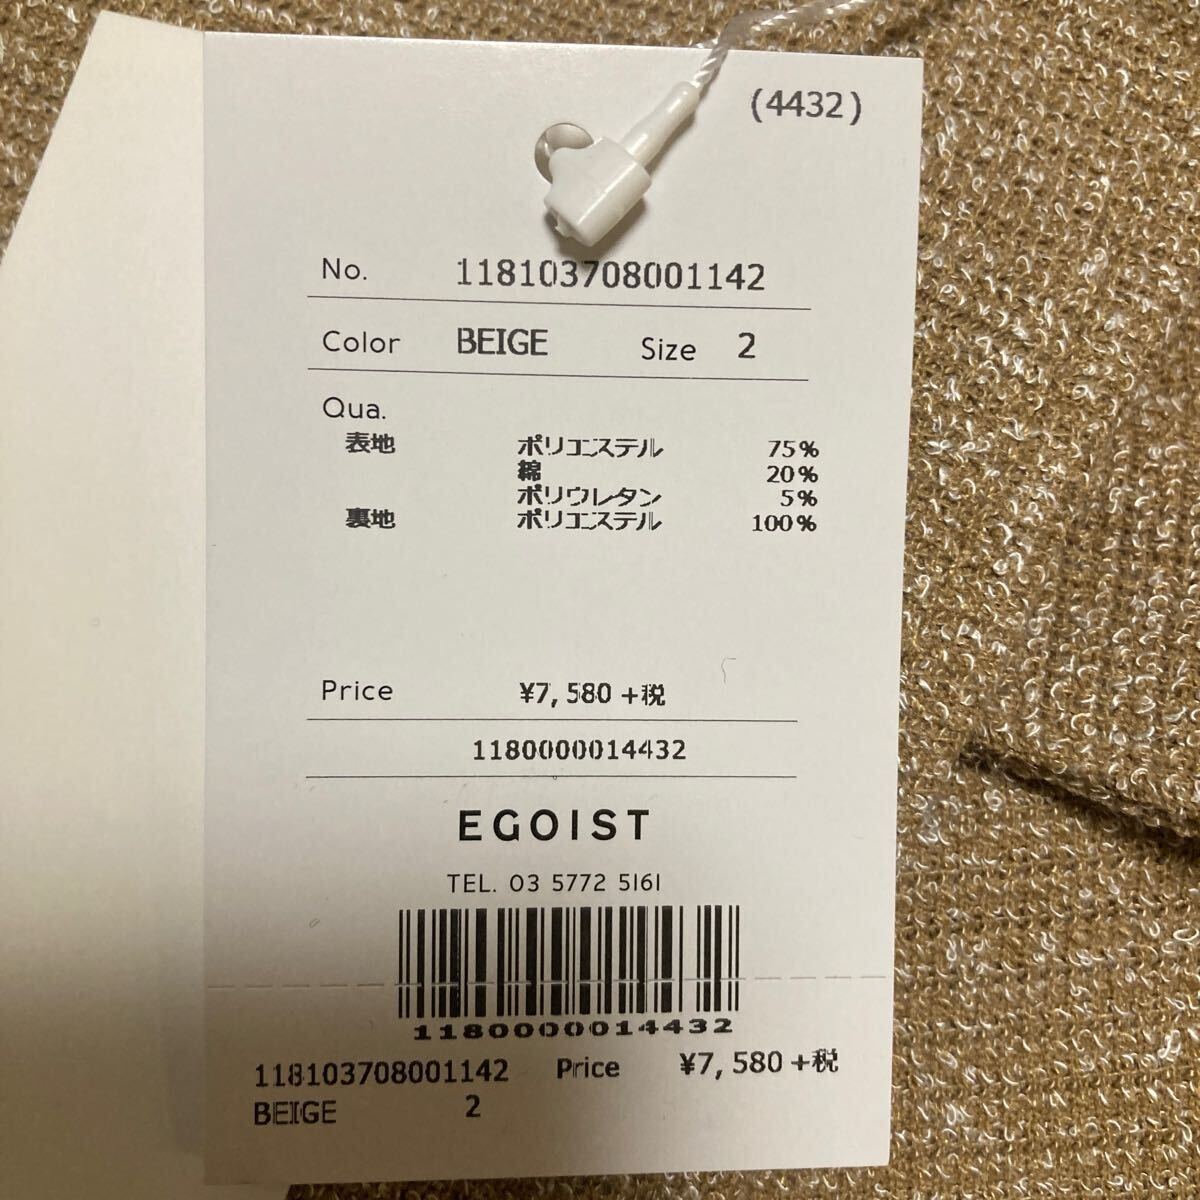 (4432)
No. 118103708001142
Color BEIGE Size 2
Qua.
表地 ポリエステル 75%
綿 20%
ポリウレタン 5%
裏地 ポリエステル 100%
Price ¥7,580+税
1180000014432
EGOIST
TEL. 03 5772 5161
1180000014432
118103708001142 Price ¥7,580+税
BEIGE 2